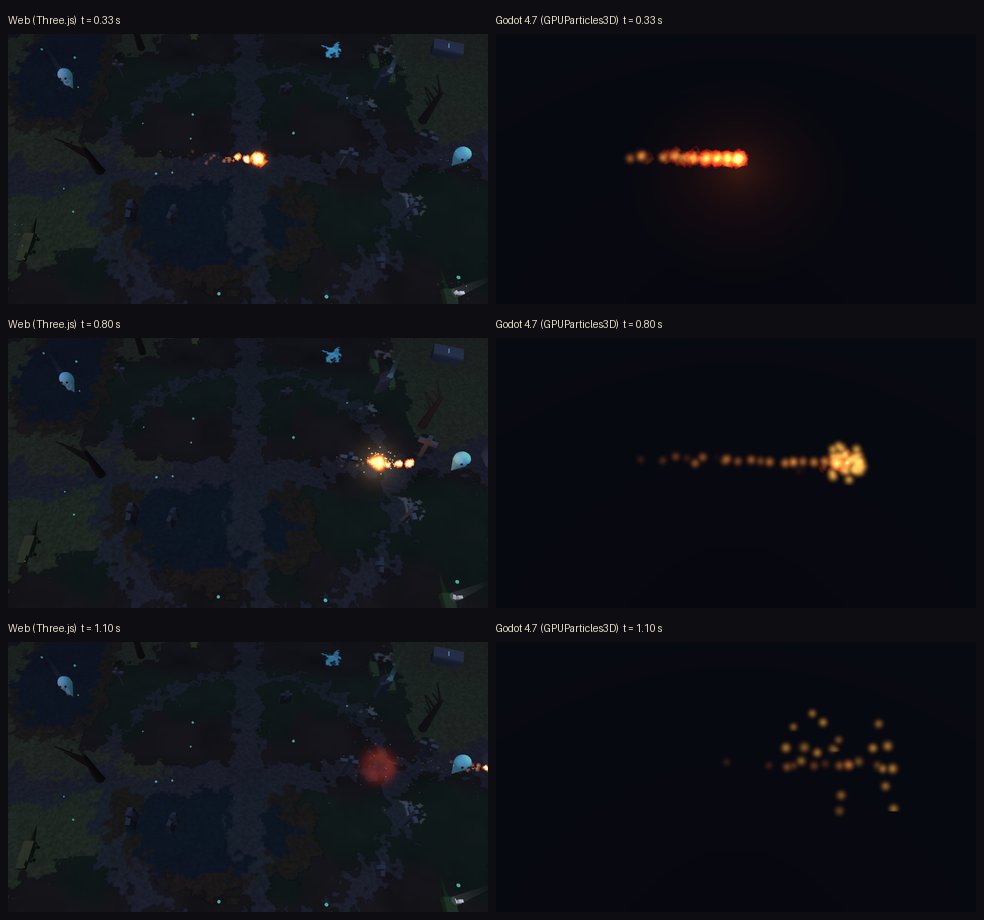 Web (Three.js) t = 0.33 s
Godot 4.7 (GPUParticles3D) t = 0.33 s
Web (Three.js) t = 0.80 s
Godot 4.7 (GPUParticles3D) t = 0.80 s
Web (Three.js) t = 1.10 s
Godot 4.7 (GPUParticles3D) t = 1.10 s